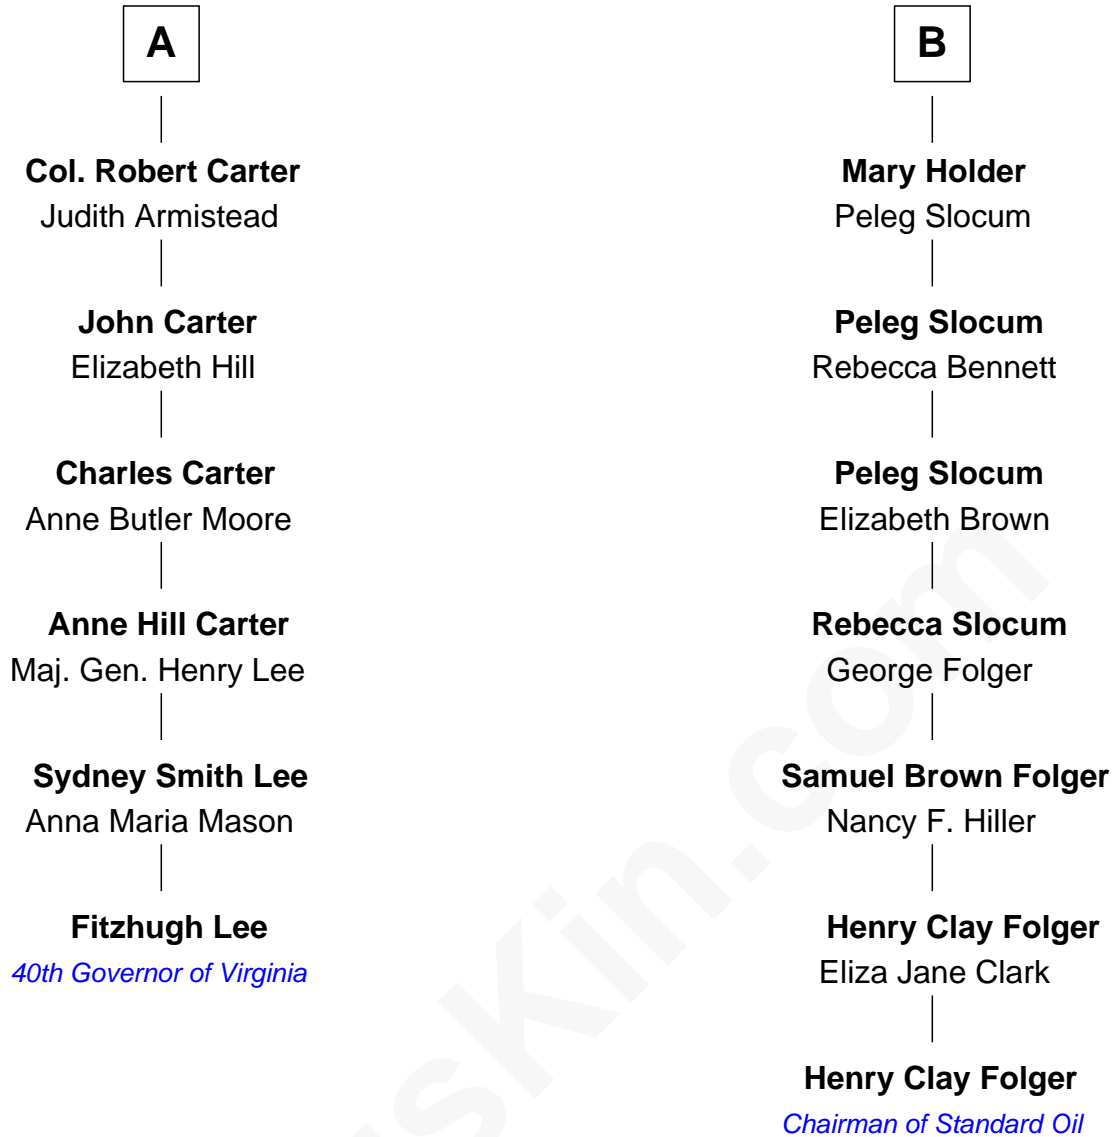 A
Col. Robert Carter
Judith Armistead
John Carter
Elizabeth Hill
Charles Carter
Anne Butler Moore
Anne Hill Carter
Maj. Gen. Henry Lee
Sydney Smith Lee
Anna Maria Mason
Fitzhugh Lee
40th Governor of Virginia
B
Mary Holder
Peleg Slocum
Peleg Slocum
Rebecca Bennett
Peleg Slocum
Elizabeth Brown
Rebecca Slocum
George Folger
Samuel Brown Folger
Nancy F. Hiller
Henry Clay Folger
Eliza Jane Clark
Henry Clay Folger
Chairman of Standard Oil
sKin.com